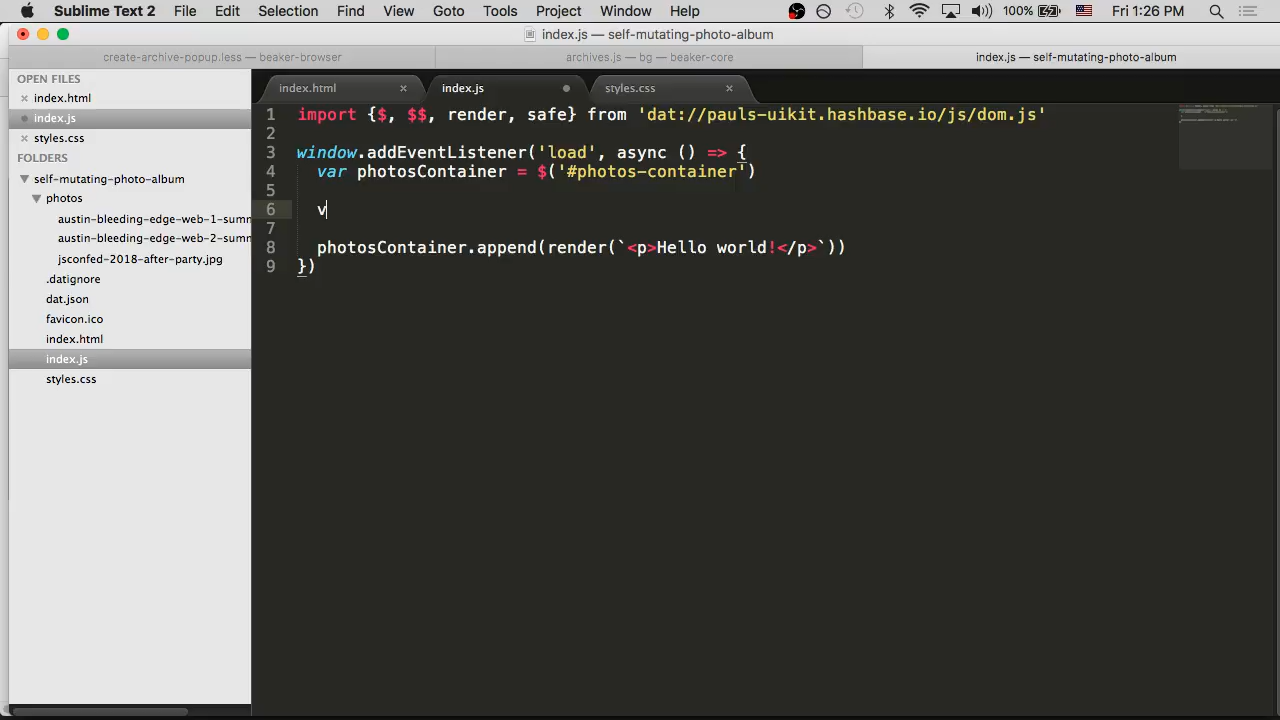 Sublime Text 2 File Edit Selection Find View Goto Tools Project Window Help 100% Fri 1:26 PM
index.js — self-mutating-photo-album
create-archive-popup.less — beaker-browser archives.js — bg — beaker-core index.js — self-mutating-photo-album
OPEN FILES
index.html
index.js
styles.css
FOLDERS
self-mutating-photo-album
photos
austin-bleeding-edge-web-1-summ
austin-bleeding-edge-web-2-summ
jsconfed-2018-after-party.jpg
.datignore
dat.json
favicon.ico
index.html
index.js
styles.css
index.html index.js styles.css
1 import {$, $$, render, safe} from 'dat://pauls-uikit.hashbase.io/js/dom.js'
2
3 window.addEventListener('load', async () => {
4 var photosContainer = $('#photos-container')
5
6 v
7
8 photosContainer.append(render(`<p>Hello world!</p>`))
9 })